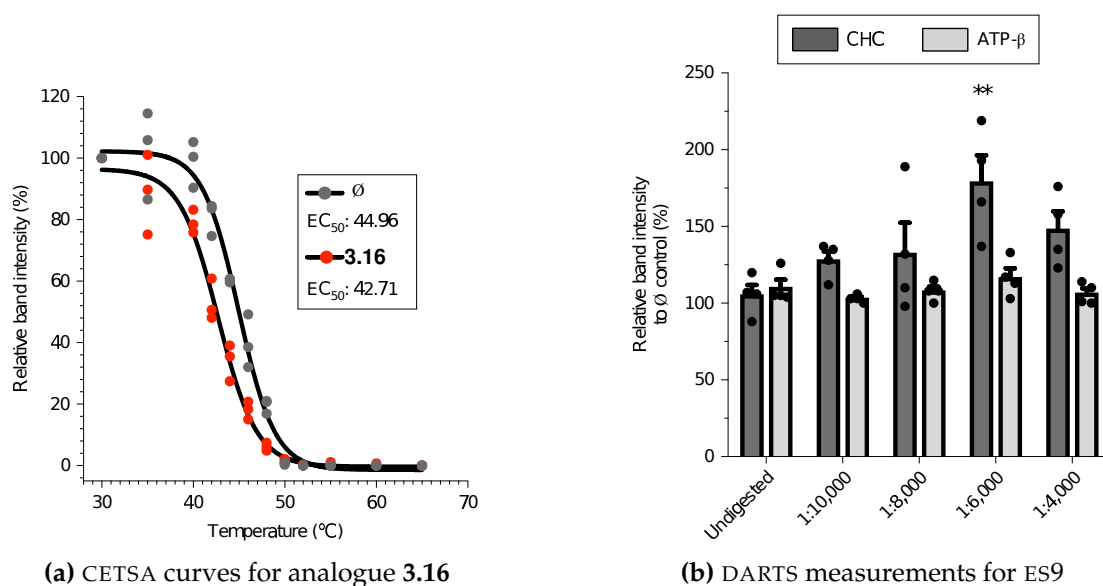 120
100
80
60
40
20
0
Relative band intensity (%)
30
40
50
60
70
Temperature (°C)
Ø
EC50: 44.96
3.16
EC50: 42.71
(a) CETSA curves for analogue 3.16
CHC
ATP-β
250
200
150
100
50
0
Relative band intensity
to Ø control (%)
**
Undigested
1:10,000
1:8,000
1:6,000
1:4,000
(b) DARTS measurements for ES9